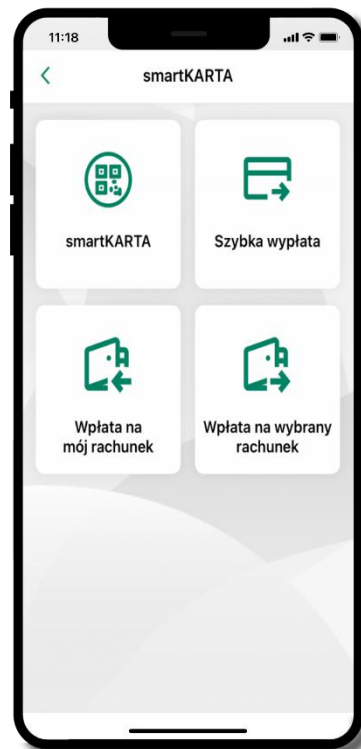 11:18
smartKARTA
smartKARTA
Szybka wypłata
Wpłata na
mój rachunek
Wpłata na wybrany
rachunek